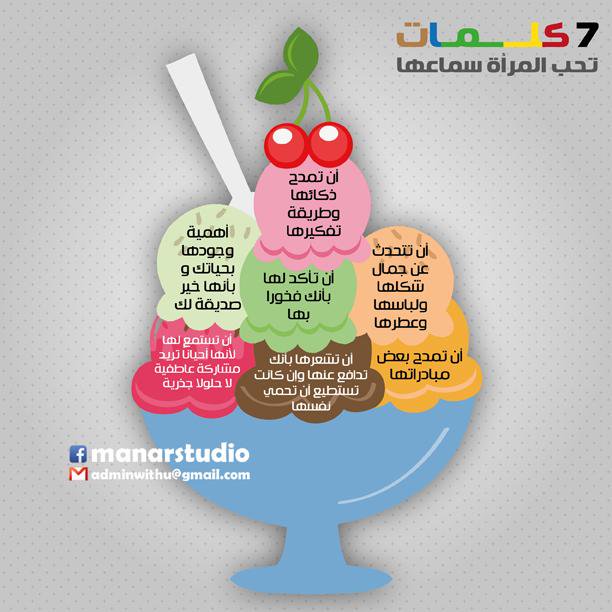 7 كلـــمـات
تحب المرأة سماعها
أن تمدح
ذكائها
وطريقة
تفكيرها
أهمية
وجودها
بحياتك و
بأنها خير
صديقة لك
أن تأكد لها
بأنك فخورا
بها
أن تتحدث
عن جمال
شكلها
ولباسها
وعطرها
أن تستمع لها
لأنها أحيانا تريد
مشاركة عاطفية
لا حلولا جذرية
أن تشعرها بأنك
تدافع عنها وإن كانت
تستطيع أن تحمي
نفسها
أن تمدح بعض
مبادراتها
manarstudio
adminwithu@gmail.com